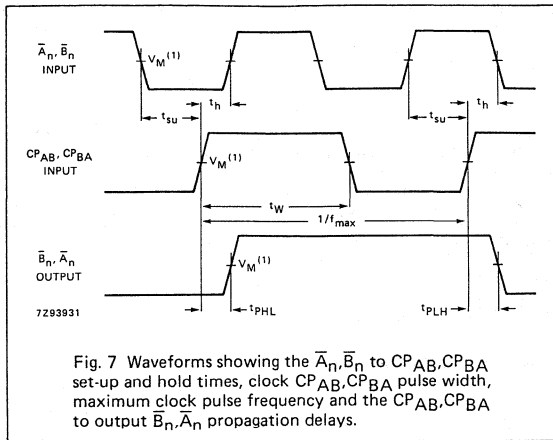 A̅n, B̅n
INPUT
VM(1)
tsu
th
tsu
th
CPAB, CPBA
INPUT
VM(1)
tW
1/fmax
B̅n, A̅n
OUTPUT
VM(1)
7Z93931
tPHL
tPLH
Fig. 7 Waveforms showing the A̅n,B̅n to CPAB,CPBA
set-up and hold times, clock CPAB,CPBA pulse width,
maximum clock pulse frequency and the CPAB,CPBA
to output B̅n,A̅n propagation delays.